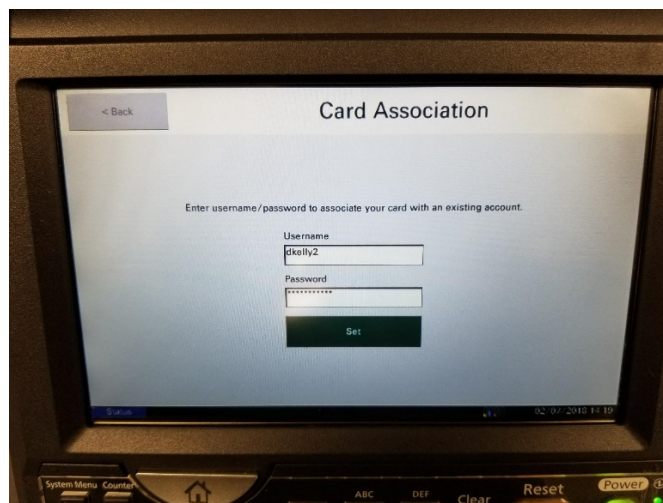 < Back
Card Association
Enter username/password to associate your card with an existing account.
Username
dkelly2
Password
***********
Set
Status
02/07/2018 14:19
System Menu Counter
ABC
DEF
Clear
Reset
Power